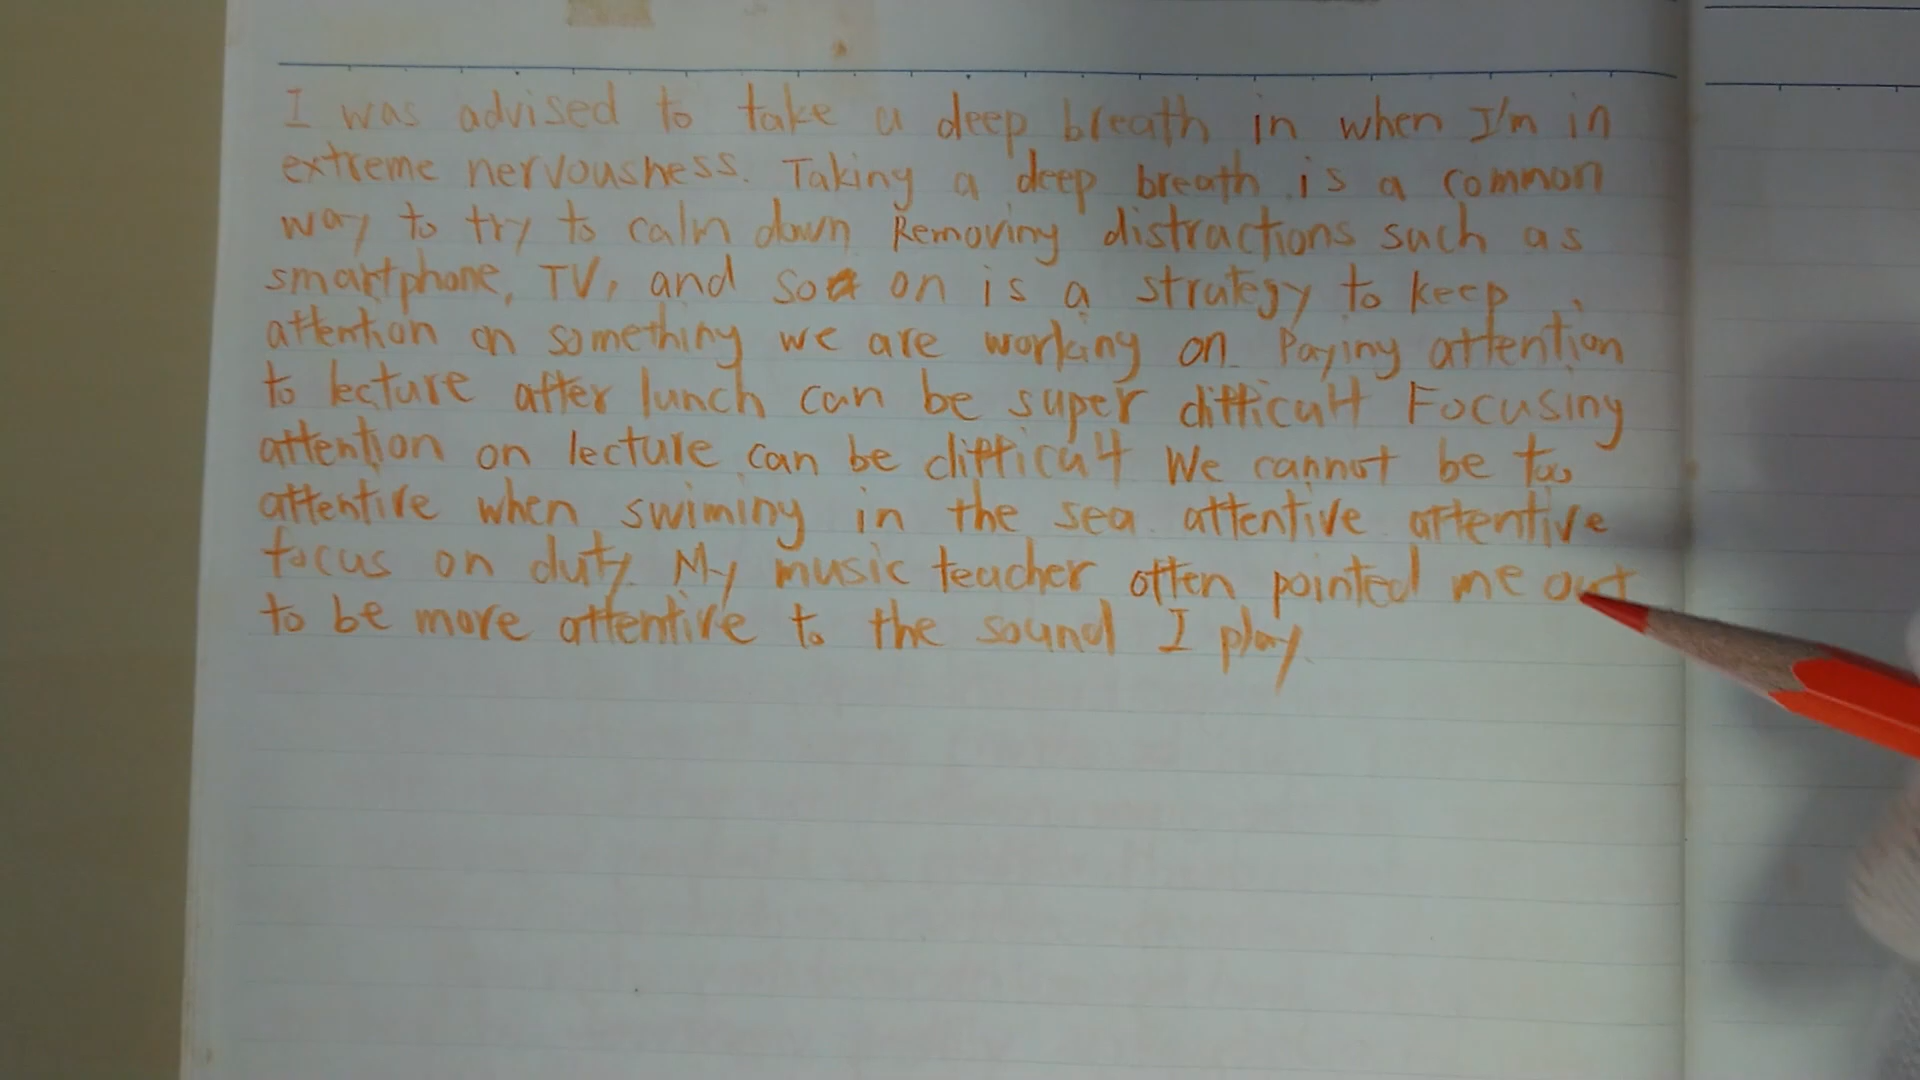 I was advised to take a deep breath in when I'm in
extreme nervousness. Taking a deep breath is a common
way to try to calm down Removing distractions such as
smartphone, TV, and so on is a strategy to keep
attention on something we are working on. Paying attention
to lecture after lunch can be super difficult Focusing
attention on lecture can be difficult We cannot be too
attentive when swiming in the sea. attentive attentive
focus on duty. My music teacher often pointed me out
to be more attentive to the sound I play.